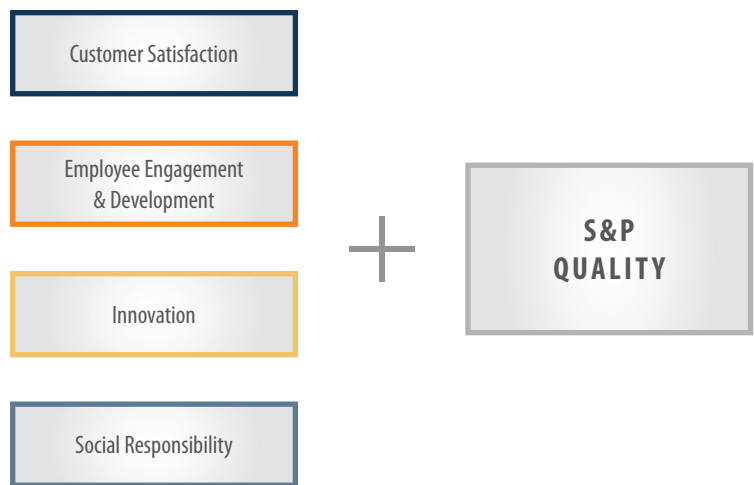 Customer Satisfaction
Employee Engagement
& Development
Innovation
Social Responsibility
S&P
QUALITY